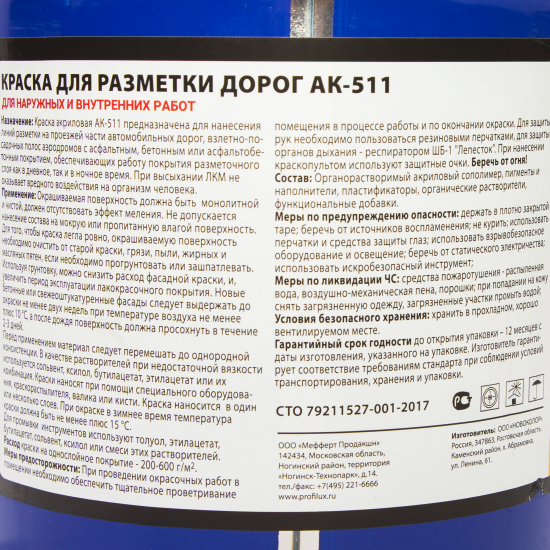 КРАСКА ДЛЯ РАЗМЕТКИ ДОРОГ АК-511
ДЛЯ НАРУЖНЫХ И ВНУТРЕННИХ РАБОТ
Назначение: Краска акриловая АК-511 предназначена для нанесения
линий разметки на проезжей части автомобильных дорог, взлетно-по-
садочных полос аэродромов с асфальтным, бетонным или асфальтобе-
тонным покрытием, обеспечивающих работу покрытия разметочного
слоя как в дневное, так и в ночное время. При высыхании ЛКМ не
оказывает вредного воздействия на организм человека.
Применение: Окрашиваемая поверхность должна быть монолитной
и чистой, должен отсутствовать эффект меления. Не допускается
нанесение состава на мокрую или пропитанную влагой поверхность.
Для того, чтобы краска легла ровно, окрашиваемую поверхность
необходимо очистить от старой краски, грязи, пыли, жирных и
масляных пятен, если необходимо прогрунтовать или зашпатлевать.
Используя грунтовку, можно снизить расход фасадной краски, и,
увеличить период эксплуатации лакокрасочного покрытия. Новые
бетонные или свежеоштукатуренные фасады следует выдержать до
окраски не менее двух недель при температуре воздуха не менее
плюс 10 °С, а после дождя поверхность должна просохнуть в течение
2-3 дней.
Перед применением материал следует перемешать до однородной
консистенции. В качестве растворителей при недостаточной вязкости
используется сольвент, ксилол, бутилацетат, этилацетат или их
комбинация. Краски наносят при помощи специального оборудова-
ния, краскораспылителя, валика или кисти. Краска наносится в один
или несколько слоев. При окраске в зимнее время температура
краски должна быть не менее плюс 15 °С.
Для промывки инструментов используют толуол, этилацетат,
бутилацетат, сольвент, ксилол или смеси этих растворителей.
Расход краски на однослойное покрытие - 200-600 г/м².
Меры предосторожности: При проведении окрасочных работ в
помещении необходимо обеспечить тщательное проветривание
помещения в процессе работы и по окончании окраски. Для защиты
рук необходимо пользоваться резиновыми перчатками, для защиты
органов дыхания - респиратором ШБ-1 "Лепесток". При нанесении
краскопультом используют защитные очки. Беречь от огня!
Состав: Органорастворимый акриловый сополимер, пигменты и
наполнители, пластификаторы, органические растворители,
функциональные добавки.
Меры по предупреждению опасности: держать в плотно закрытой
таре; беречь от источников воспламенения; не курить; использовать
перчатки и средства защиты глаз; использовать взрывобезопасное
оборудование и освещение; беречь от статического электричества;
использовать искробезопасный инструмент;
Меры по ликвидации ЧС: средства пожаротушения - распыленная
вода, воздушно-механическая пена, порошки; при попадании на кожу
снять загрязненную одежду, загрязненные участки промыть водой;
Условия безопасного хранения: хранить в прохладном, хорошо
вентилируемом месте.
Гарантийный срок годности до открытия упаковки – 12 месяцев с
даты изготовления, указанного на упаковке. Изготовитель гаранти-
рует соответствие требованиям стандарта при соблюдении условий
транспортирования, хранения и упаковки.
СТО 79211527-001-2017
ООО «Мефферт Продакшн»
142434, Московская область,
Ногинский район, территория
«Ногинск-Технопарк», д.14.
тел./факс: +7(495) 221-6666
www.profilux.ru
Изготовитель: ООО «НОВОКОЛОР»
Россия, 347863, Ростовская область,
Каменский район, х. Абрамовка,
ул. Ленина, 61.